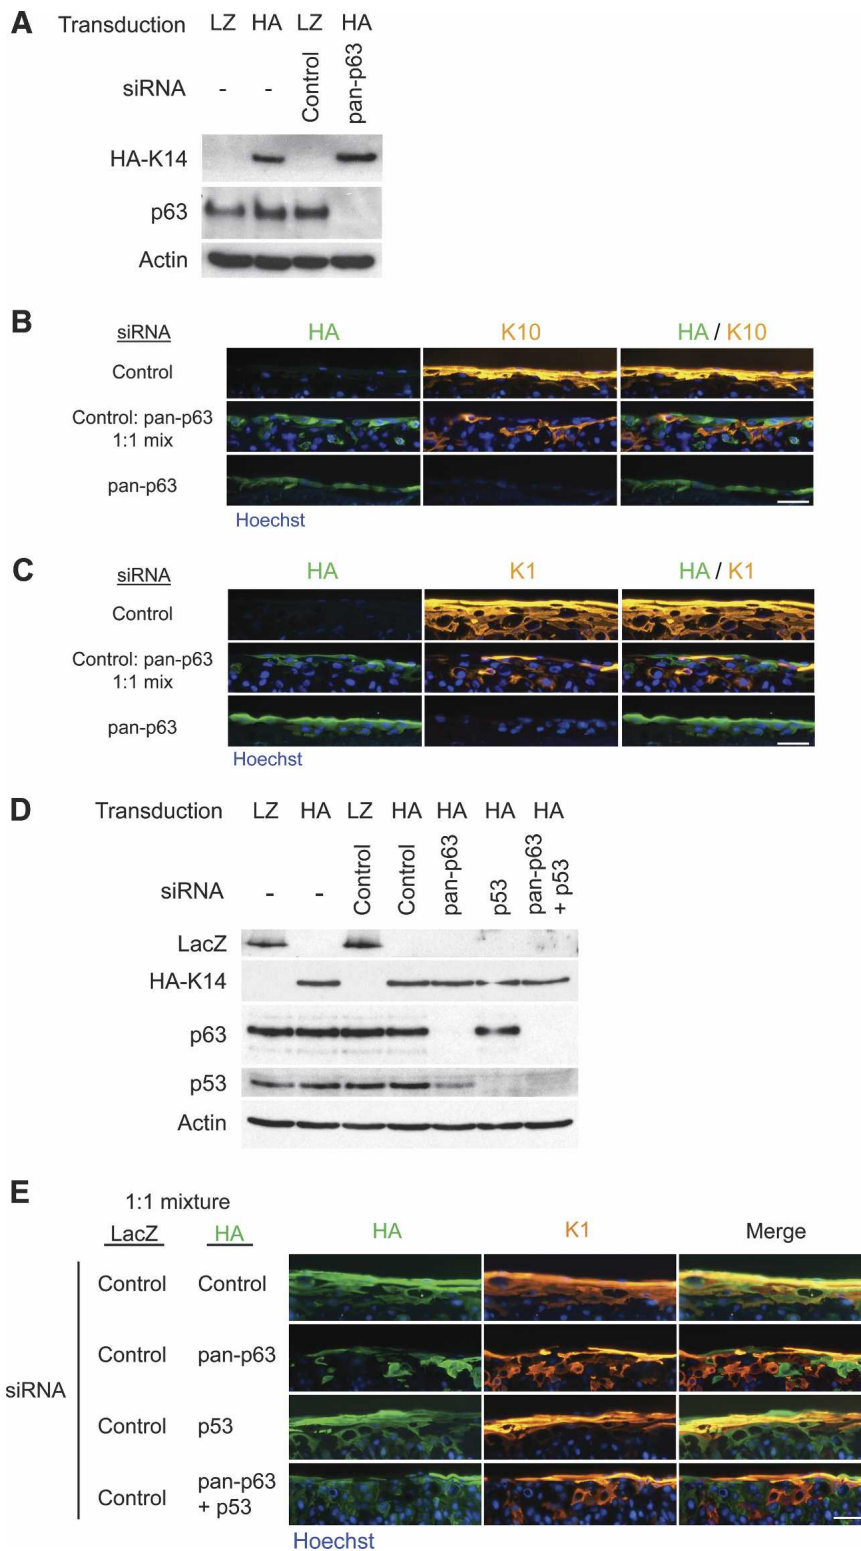 A
Transduction LZ HA LZ HA
siRNA - - Control pan-p63
HA-K14
p63
Actin
B
siRNA HA K10 HA / K10
Control
Control: pan-p63
1:1 mix
pan-p63
Hoechst
C
siRNA HA K1 HA / K1
Control
Control: pan-p63
1:1 mix
pan-p63
Hoechst
D
Transduction LZ HA LZ HA HA HA HA
siRNA - - Control Control pan-p63 p53 pan-p63 + p53
LacZ
HA-K14
p63
p53
Actin
E
1:1 mixture
LacZ HA HA K1 Merge
siRNA
Control Control
Control pan-p63
Control p53
Control pan-p63
+ p53
Hoechst